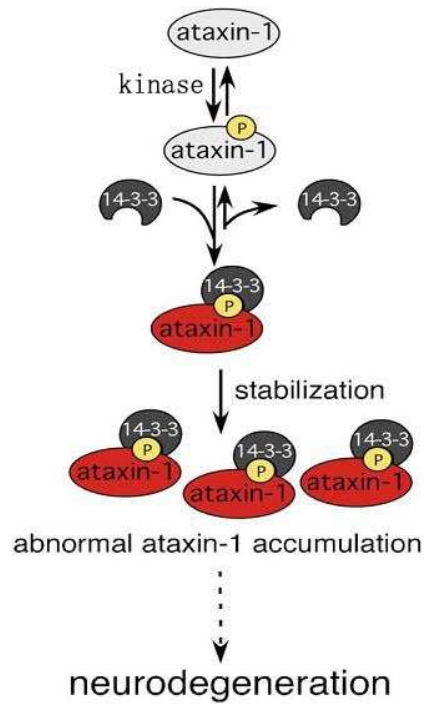 ataxin-1
kinase
P
ataxin-1
14-3-3 14-3-3
14-3-3
P
ataxin-1
stabilization
14-3-3 14-3-3 14-3-3
P P P
ataxin-1 ataxin-1 ataxin-1
abnormal ataxin-1 accumulation
neurodegeneration